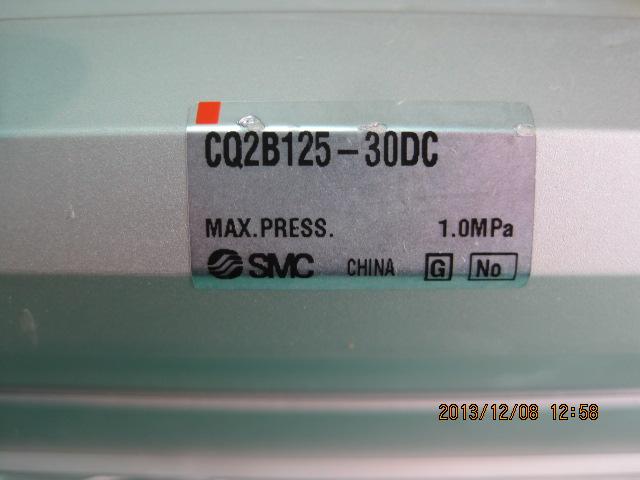 CQ2B125-30DC
MAX.PRESS. 1.0MPa
SMC CHINA G No
2013/12/08 12:58